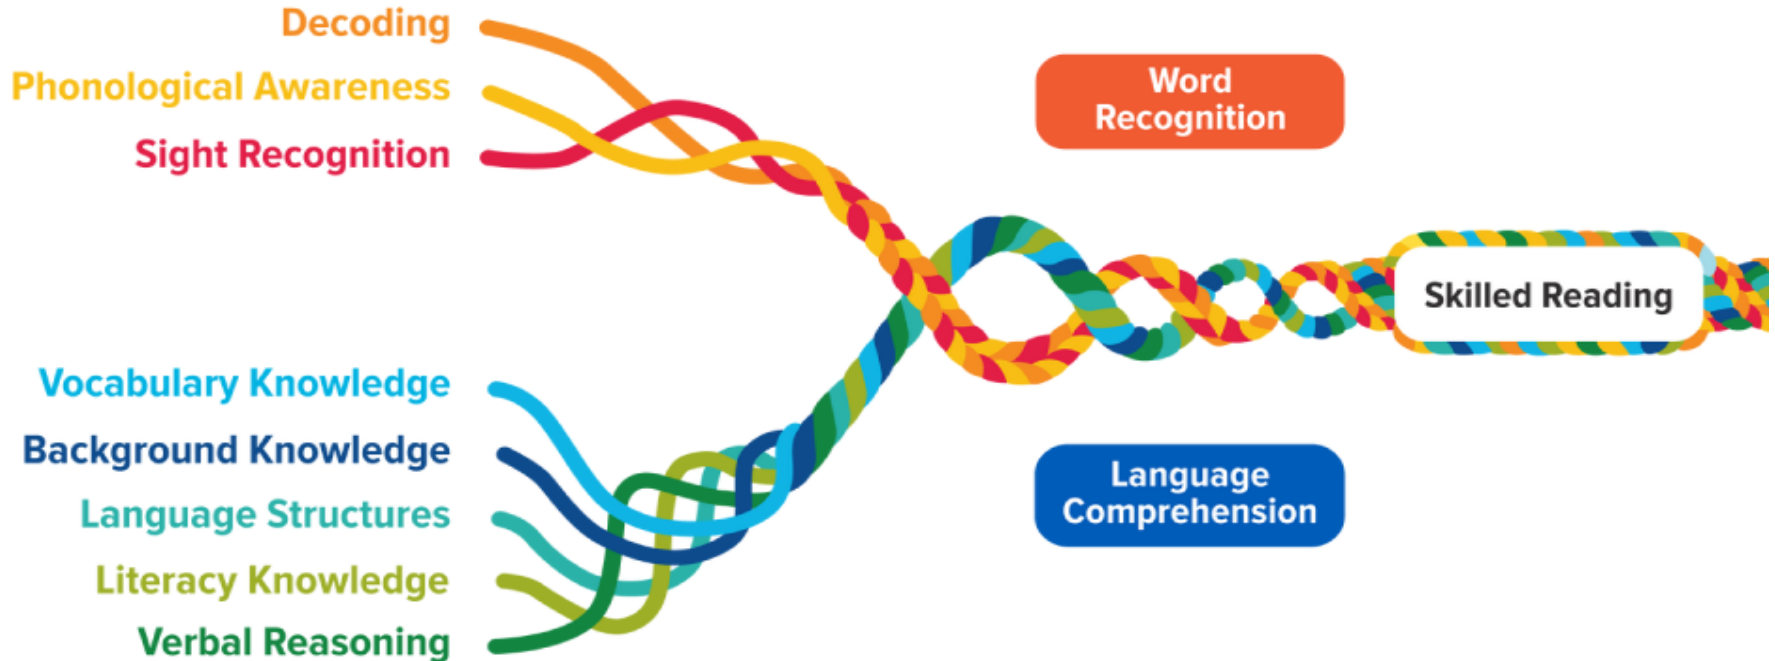 Decoding
Phonological Awareness
Sight Recognition
Word
Recognition
Skilled Reading
Vocabulary Knowledge
Background Knowledge
Language Structures
Literacy Knowledge
Verbal Reasoning
Language
Comprehension